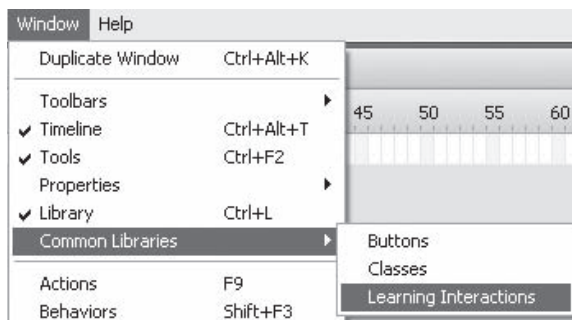 Window Help
Duplicate Window Ctrl+Alt+K
Toolbars
Timeline Ctrl+Alt+T
Tools Ctrl+F2
Properties
Library Ctrl+L
Common Libraries
Actions F9
Behaviors Shift+F3
45 50 55 60
Buttons
Classes
Learning Interactions